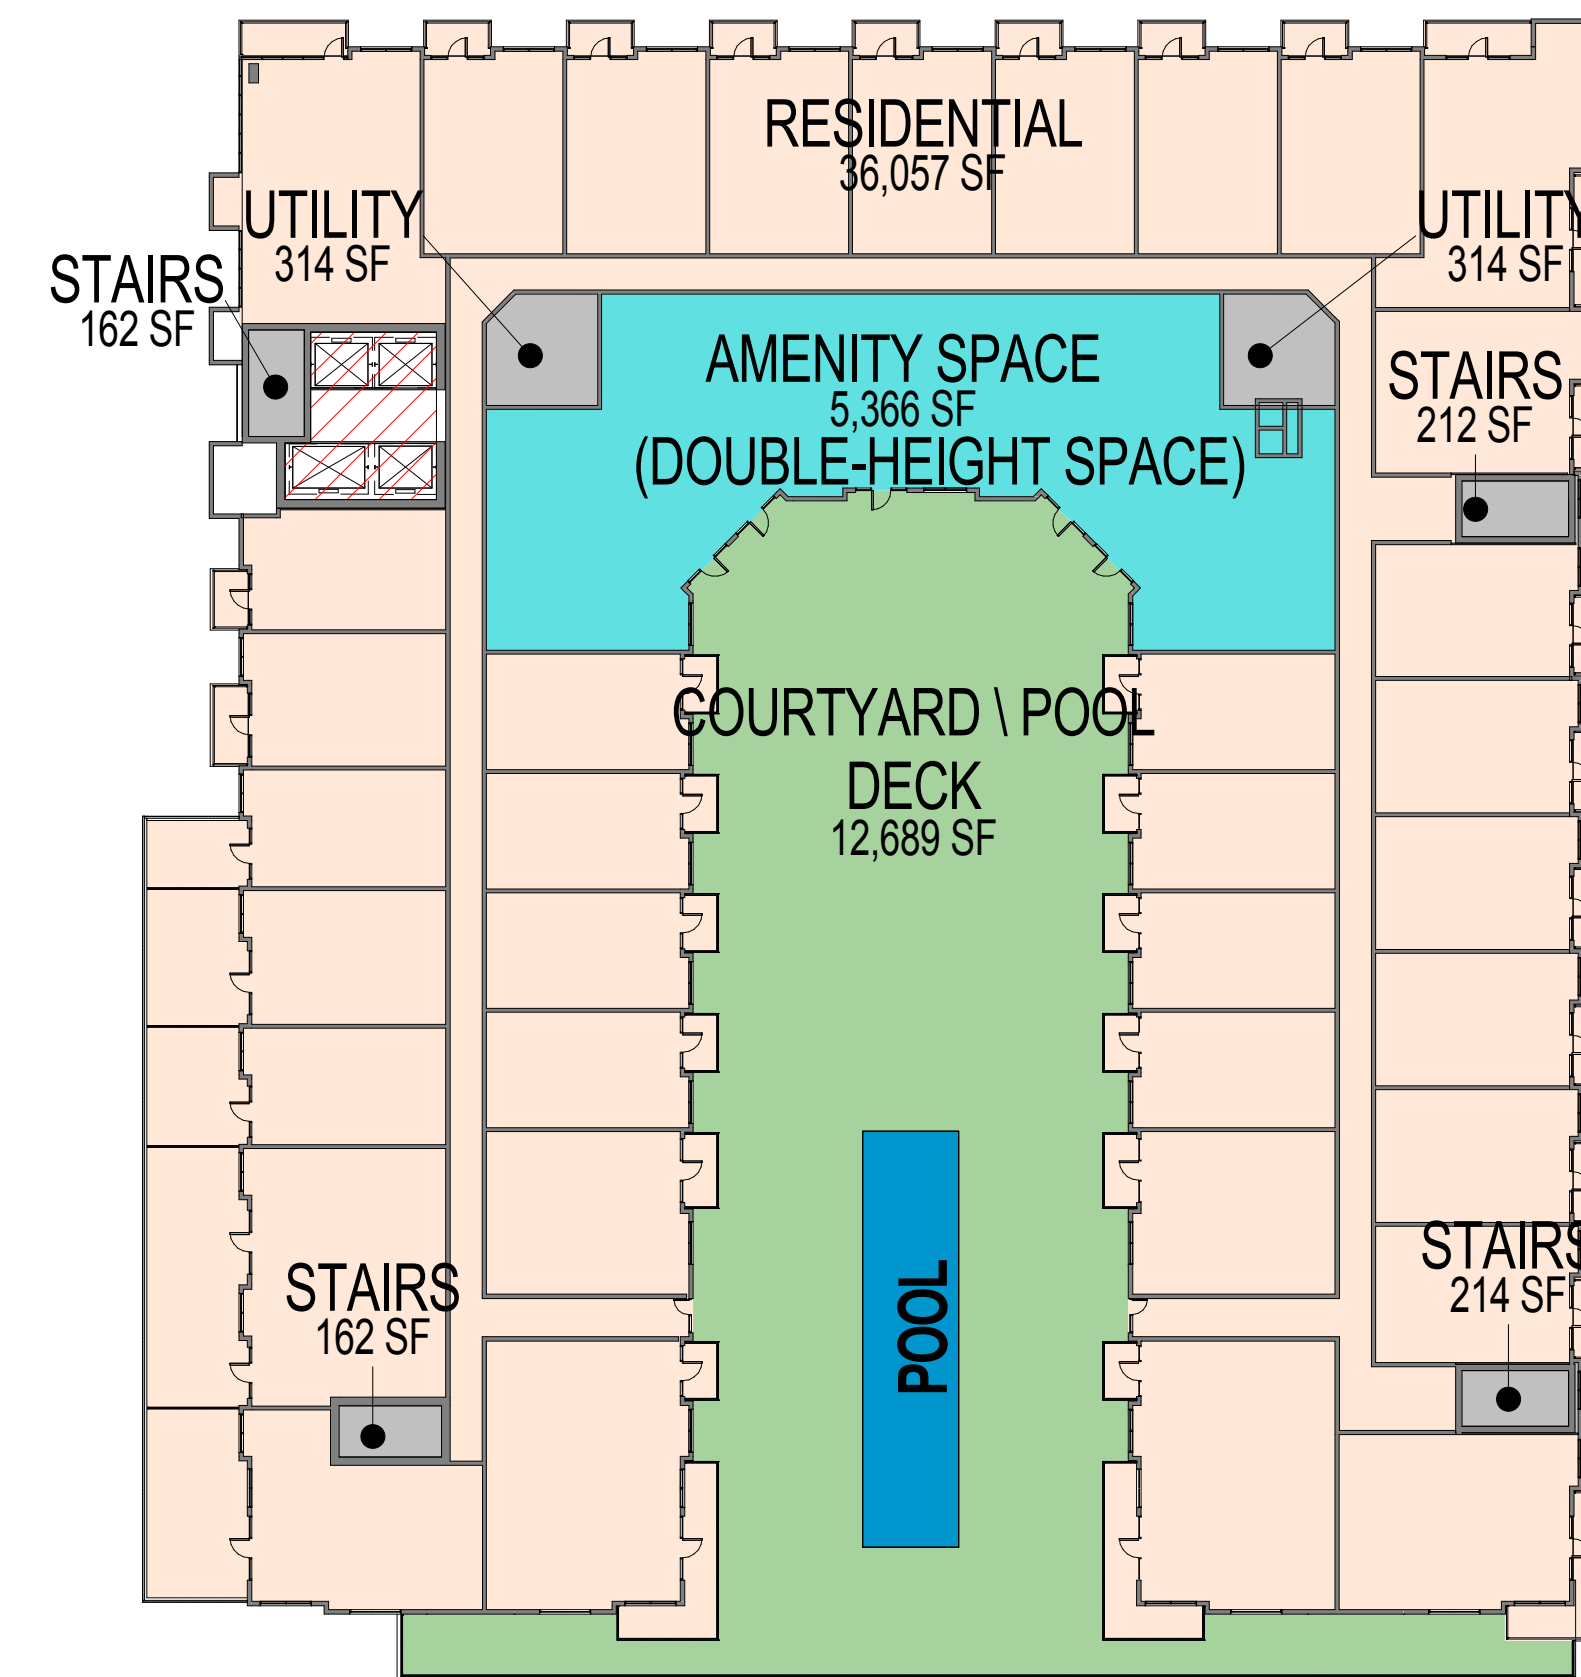 RESIDENTIAL
36,057 SF
UTILITY
314 SF
UTILITY
314 SF
STAIRS
162 SF
AMENITY SPACE
5,366 SF
(DOUBLE-HEIGHT SPACE)
STAIRS
212 SF
COURTYARD \ POOL
DECK
12,689 SF
STAIRS
214 SF
STAIRS
162 SF
POOL